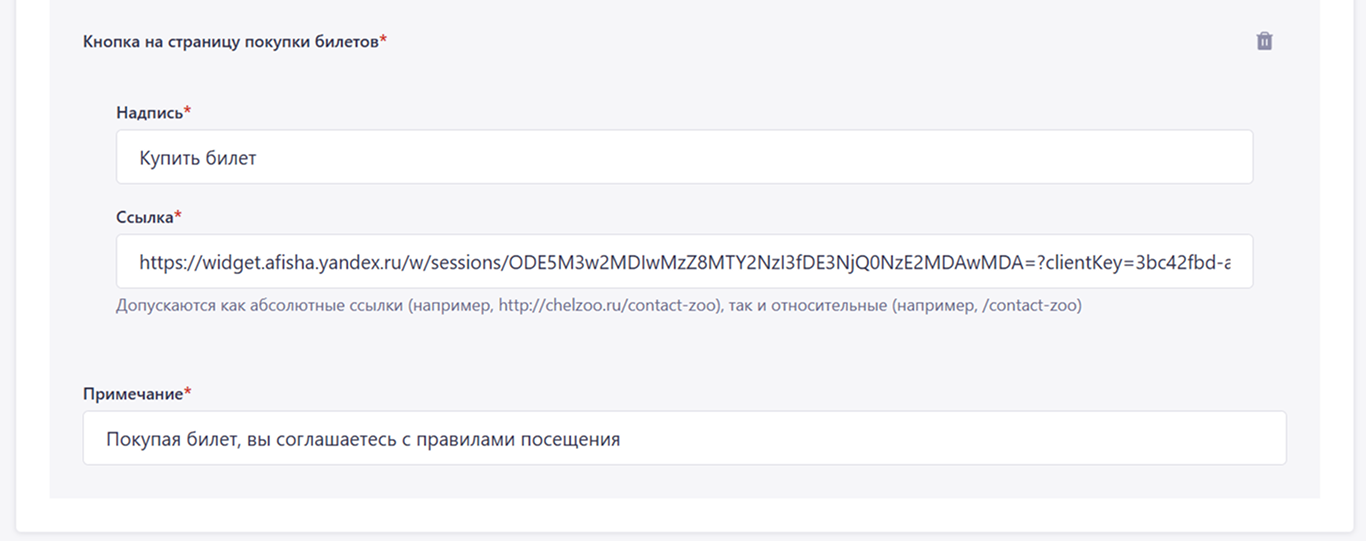 Кнопка на страницу покупки билетов*
Надпись*
Купить билет
Ссылка*
https://widget.afisha.yandex.ru/w/sessions/ODE5M3w2MDIwMzZ8MTY2NzI3fDE3NjQ0NzE2MDAwMDA=?clientKey=3bc42fbd-a
Допускаются как абсолютные ссылки (например, http://chelzoo.ru/contact-zoo), так и относительные (например, /contact-zoo)
Примечание*
Покупая билет, вы соглашаетесь с правилами посещения